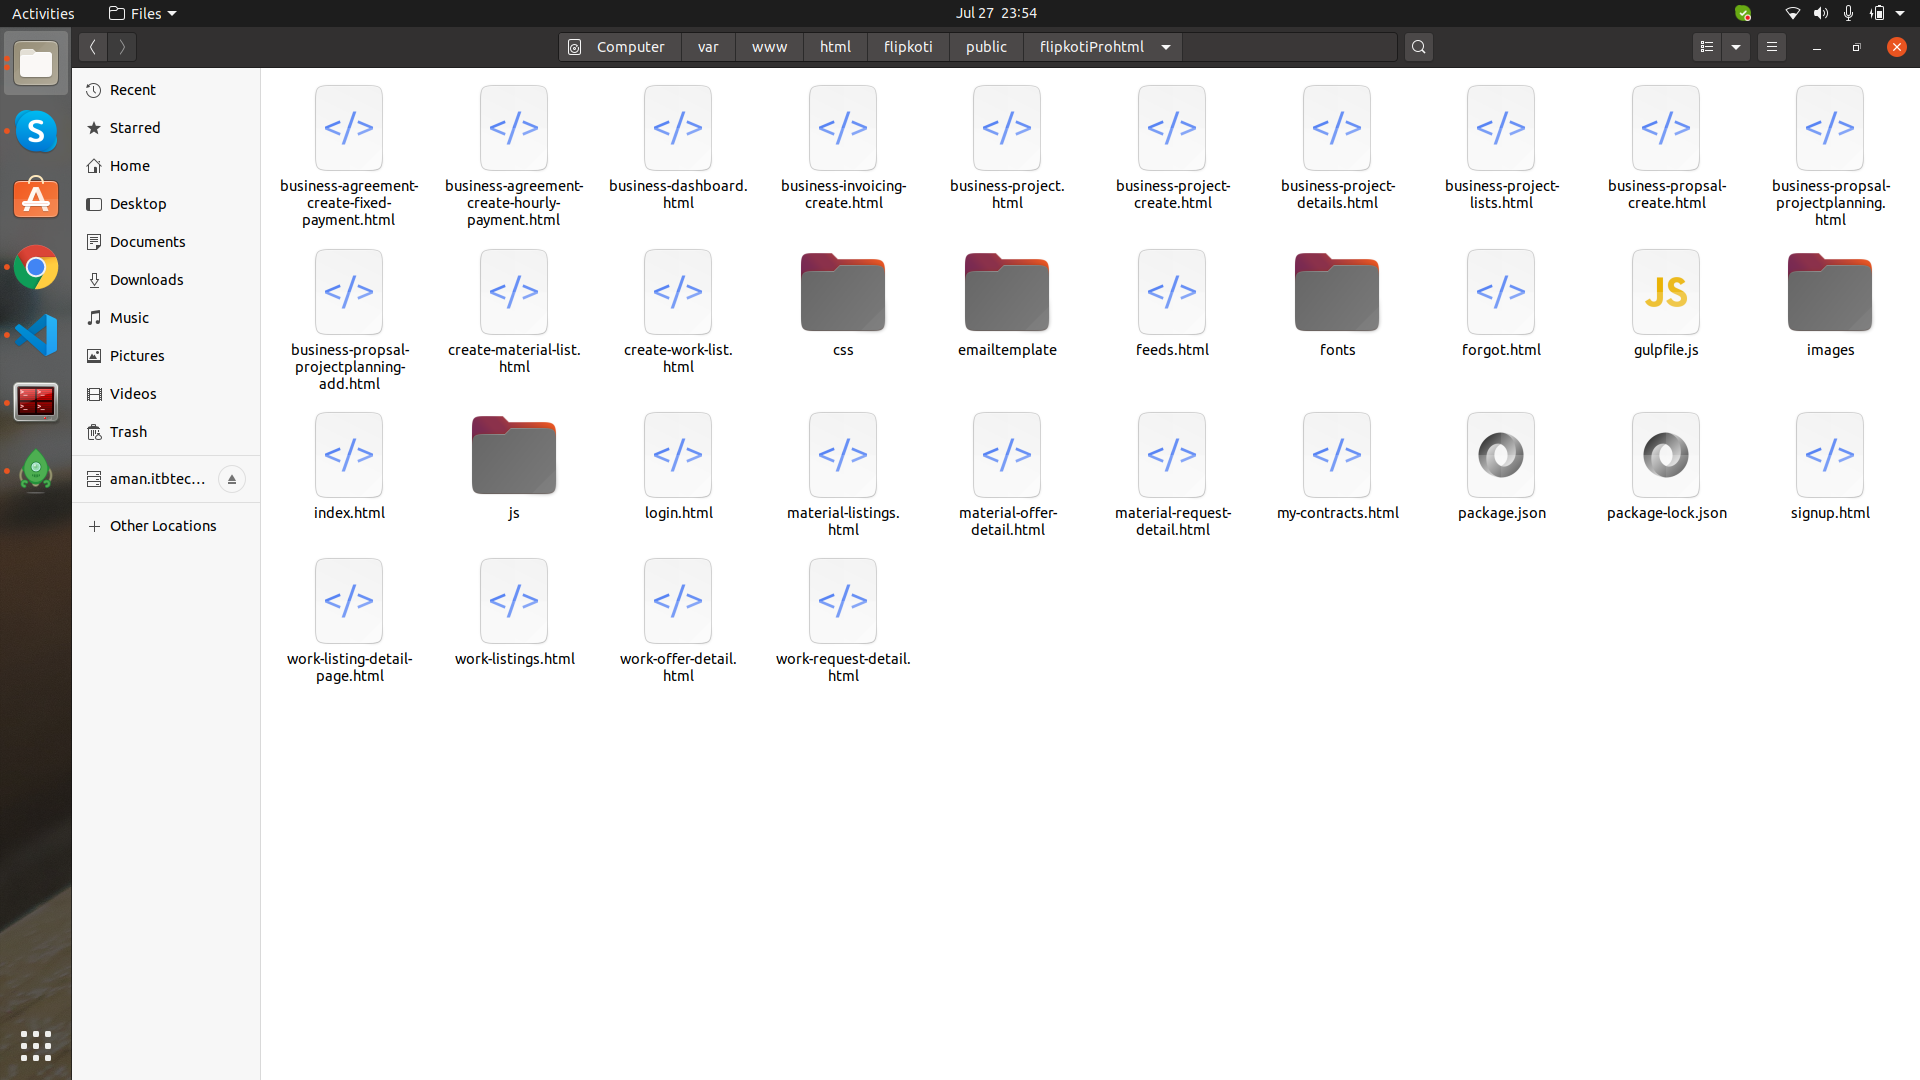 Activities
Files
Jul 27 23:54
Computer
var
www
html
flipkoti
public
flipkotiProhtml
Recent
Starred
Home
Desktop
Documents
Downloads
Music
Pictures
Videos
Trash
aman.itbtec...
Other Locations
business-agreement-
create-fixed-
payment.html
business-agreement-
create-hourly-
payment.html
business-dashboard.
html
business-invoicing-
create.html
business-project.
html
business-project-
create.html
business-project-
details.html
business-project-
lists.html
business-propsal-
create.html
business-propsal-
projectplanning.
html
business-propsal-
projectplanning-
add.html
create-material-list.
html
create-work-list.
html
css
emailtemplate
feeds.html
fonts
forgot.html
JS
gulpfile.js
images
index.html
js
login.html
material-listings.
html
material-offer-
detail.html
material-request-
detail.html
my-contracts.html
package.json
package-lock.json
signup.html
work-listing-detail-
page.html
work-listings.html
work-offer-detail.
html
work-request-detail.
html